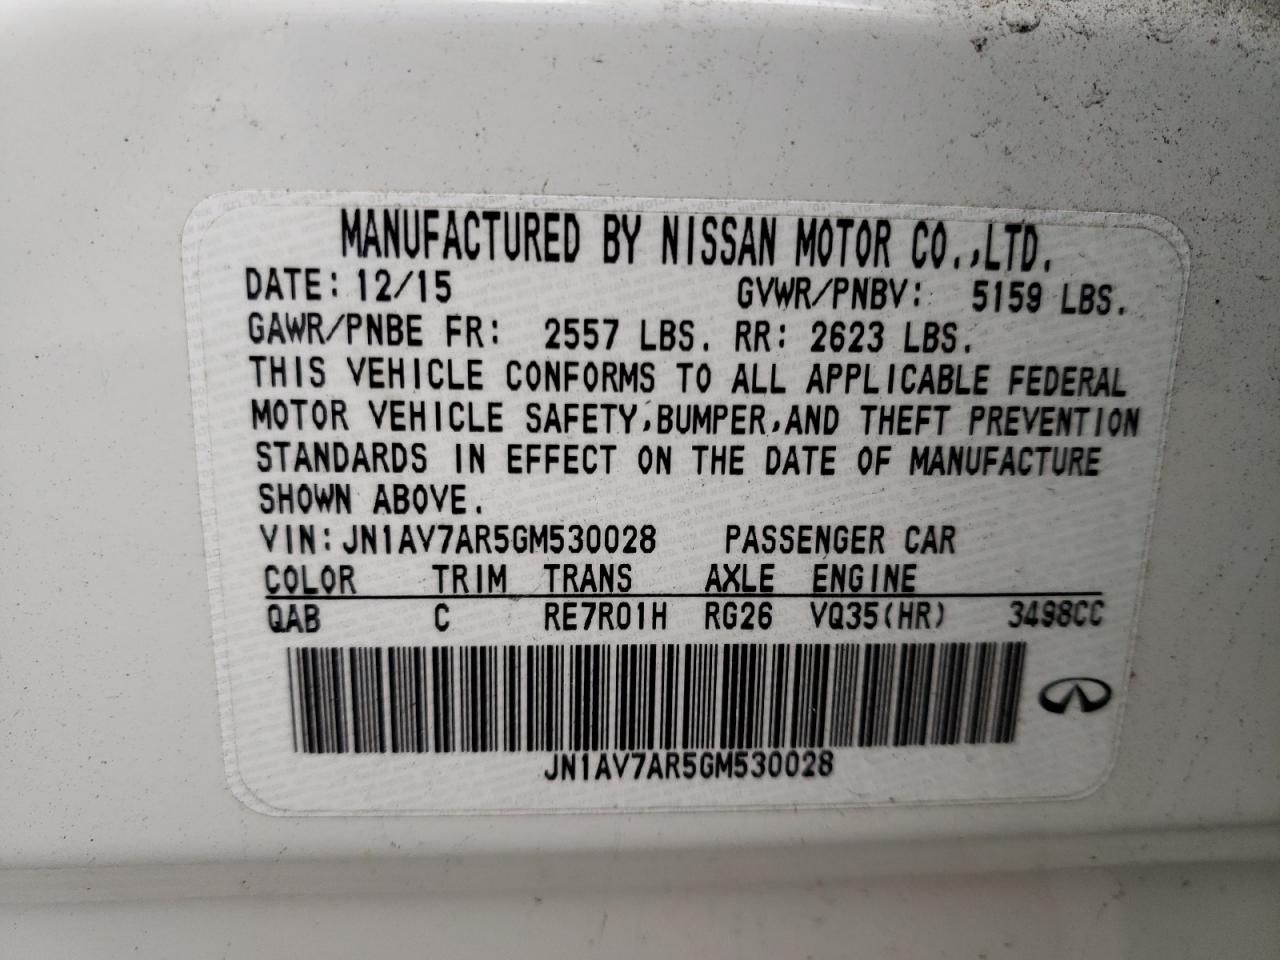 MANUFACTURED BY NISSAN MOTOR CO.,LTD.
DATE: 12/15 GVWR/PNBV: 5159 LBS.
GAWR/PNBE FR: 2557 LBS. RR: 2623 LBS.
THIS VEHICLE CONFORMS TO ALL APPLICABLE FEDERAL
MOTOR VEHICLE SAFETY,BUMPER,AND THEFT PREVENTION
STANDARDS IN EFFECT ON THE DATE OF MANUFACTURE
SHOWN ABOVE.
VIN: JN1AV7AR5GM530028 PASSENGER CAR
COLOR TRIM TRANS AXLE ENGINE
QAB C RE7R01H RG26 VQ35(HR) 3498CC
JN1AV7AR5GM530028